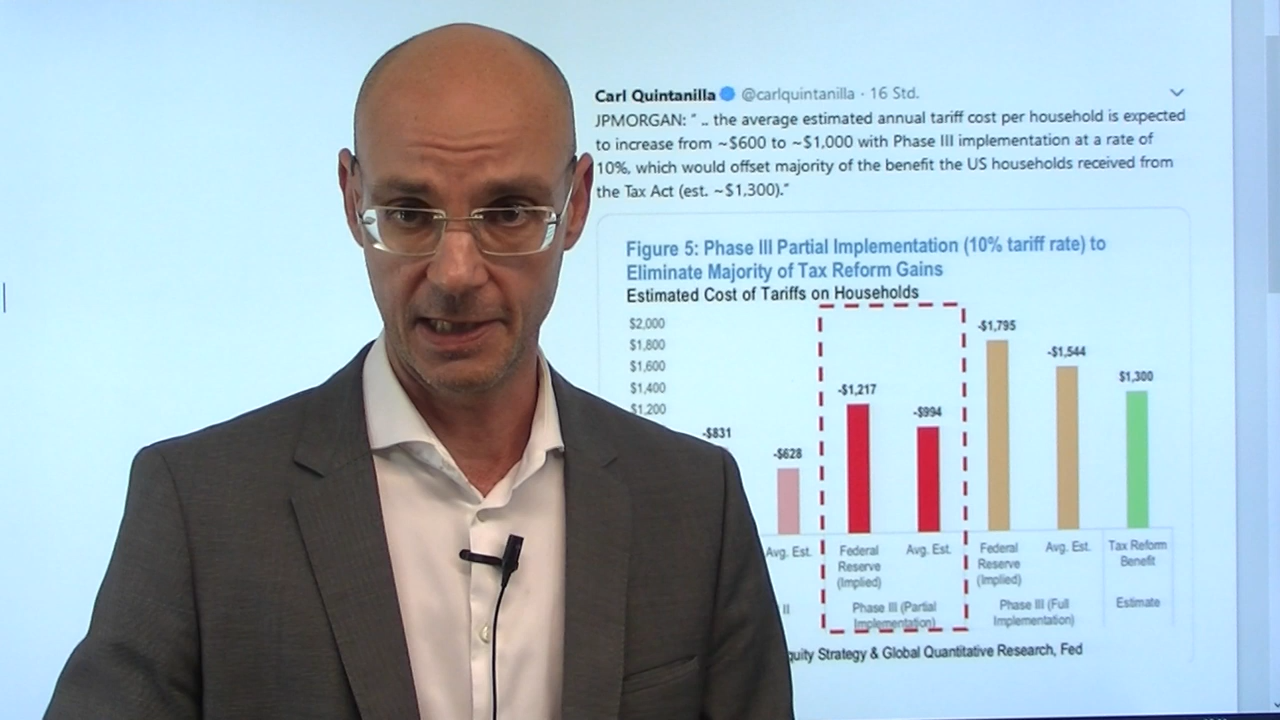 Carl Quintanilla @carlquintanilla · 16 Std.
JPMORGAN: " .. the average estimated annual tariff cost per household is expected
to increase from ~$600 to ~$1,000 with Phase III implementation at a rate of
10%, which would offset majority of the benefit the US households received from
the Tax Act (est. ~$1,300)."
Figure 5: Phase III Partial Implementation (10% tariff rate) to
Eliminate Majority of Tax Reform Gains
Estimated Cost of Tariffs on Households
$2,000
$1,800
$1,600
$1,400
$1,200
-$831
-$628
-$1,217
-$994
-$1,795
-$1,544
$1,300
Avg. Est.
Federal
Reserve
(Implied)
Avg. Est.
Federal
Reserve
(Implied)
Avg. Est.
Tax Reform
Benefit
II
Phase III (Partial
Implementation)
Phase III (Full
Implementation)
Estimate
quity Strategy & Global Quantitative Research, Fed